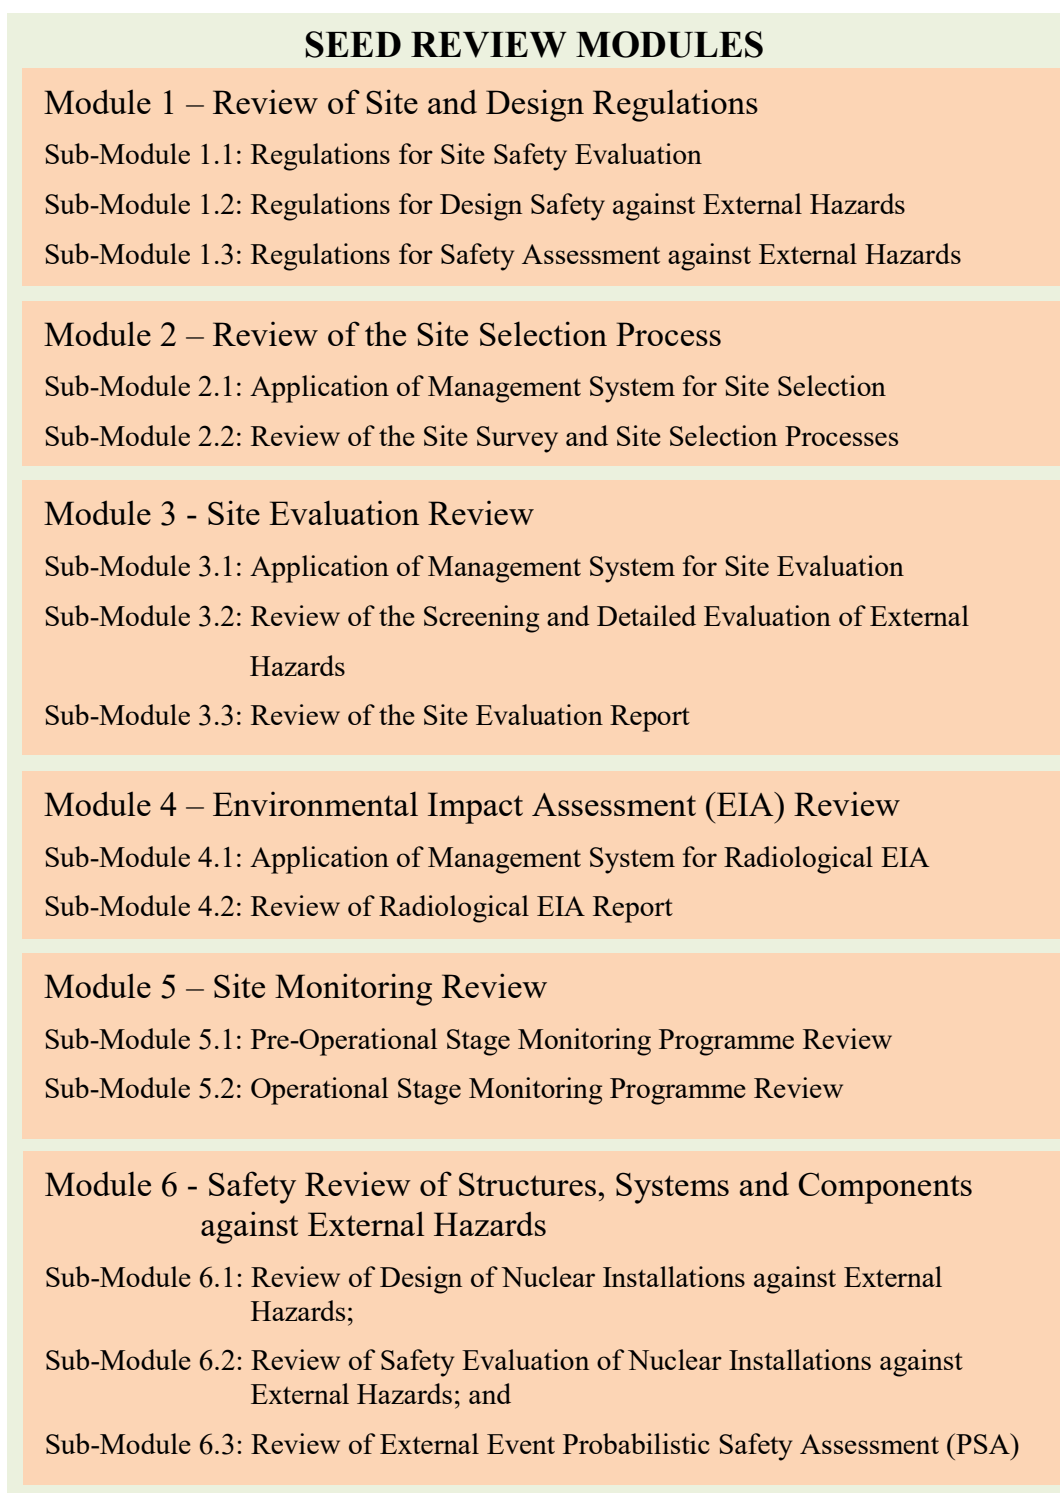 SEED REVIEW MODULES
Module 1 – Review of Site and Design Regulations
Sub-Module 1.1: Regulations for Site Safety Evaluation
Sub-Module 1.2: Regulations for Design Safety against External Hazards
Sub-Module 1.3: Regulations for Safety Assessment against External Hazards
Module 2 – Review of the Site Selection Process
Sub-Module 2.1: Application of Management System for Site Selection
Sub-Module 2.2: Review of the Site Survey and Site Selection Processes
Module 3 - Site Evaluation Review
Sub-Module 3.1: Application of Management System for Site Evaluation
Sub-Module 3.2: Review of the Screening and Detailed Evaluation of External
Hazards
Sub-Module 3.3: Review of the Site Evaluation Report
Module 4 – Environmental Impact Assessment (EIA) Review
Sub-Module 4.1: Application of Management System for Radiological EIA
Sub-Module 4.2: Review of Radiological EIA Report
Module 5 – Site Monitoring Review
Sub-Module 5.1: Pre-Operational Stage Monitoring Programme Review
Sub-Module 5.2: Operational Stage Monitoring Programme Review
Module 6 - Safety Review of Structures, Systems and Components
against External Hazards
Sub-Module 6.1: Review of Design of Nuclear Installations against External
Hazards;
Sub-Module 6.2: Review of Safety Evaluation of Nuclear Installations against
External Hazards; and
Sub-Module 6.3: Review of External Event Probabilistic Safety Assessment (PSA)